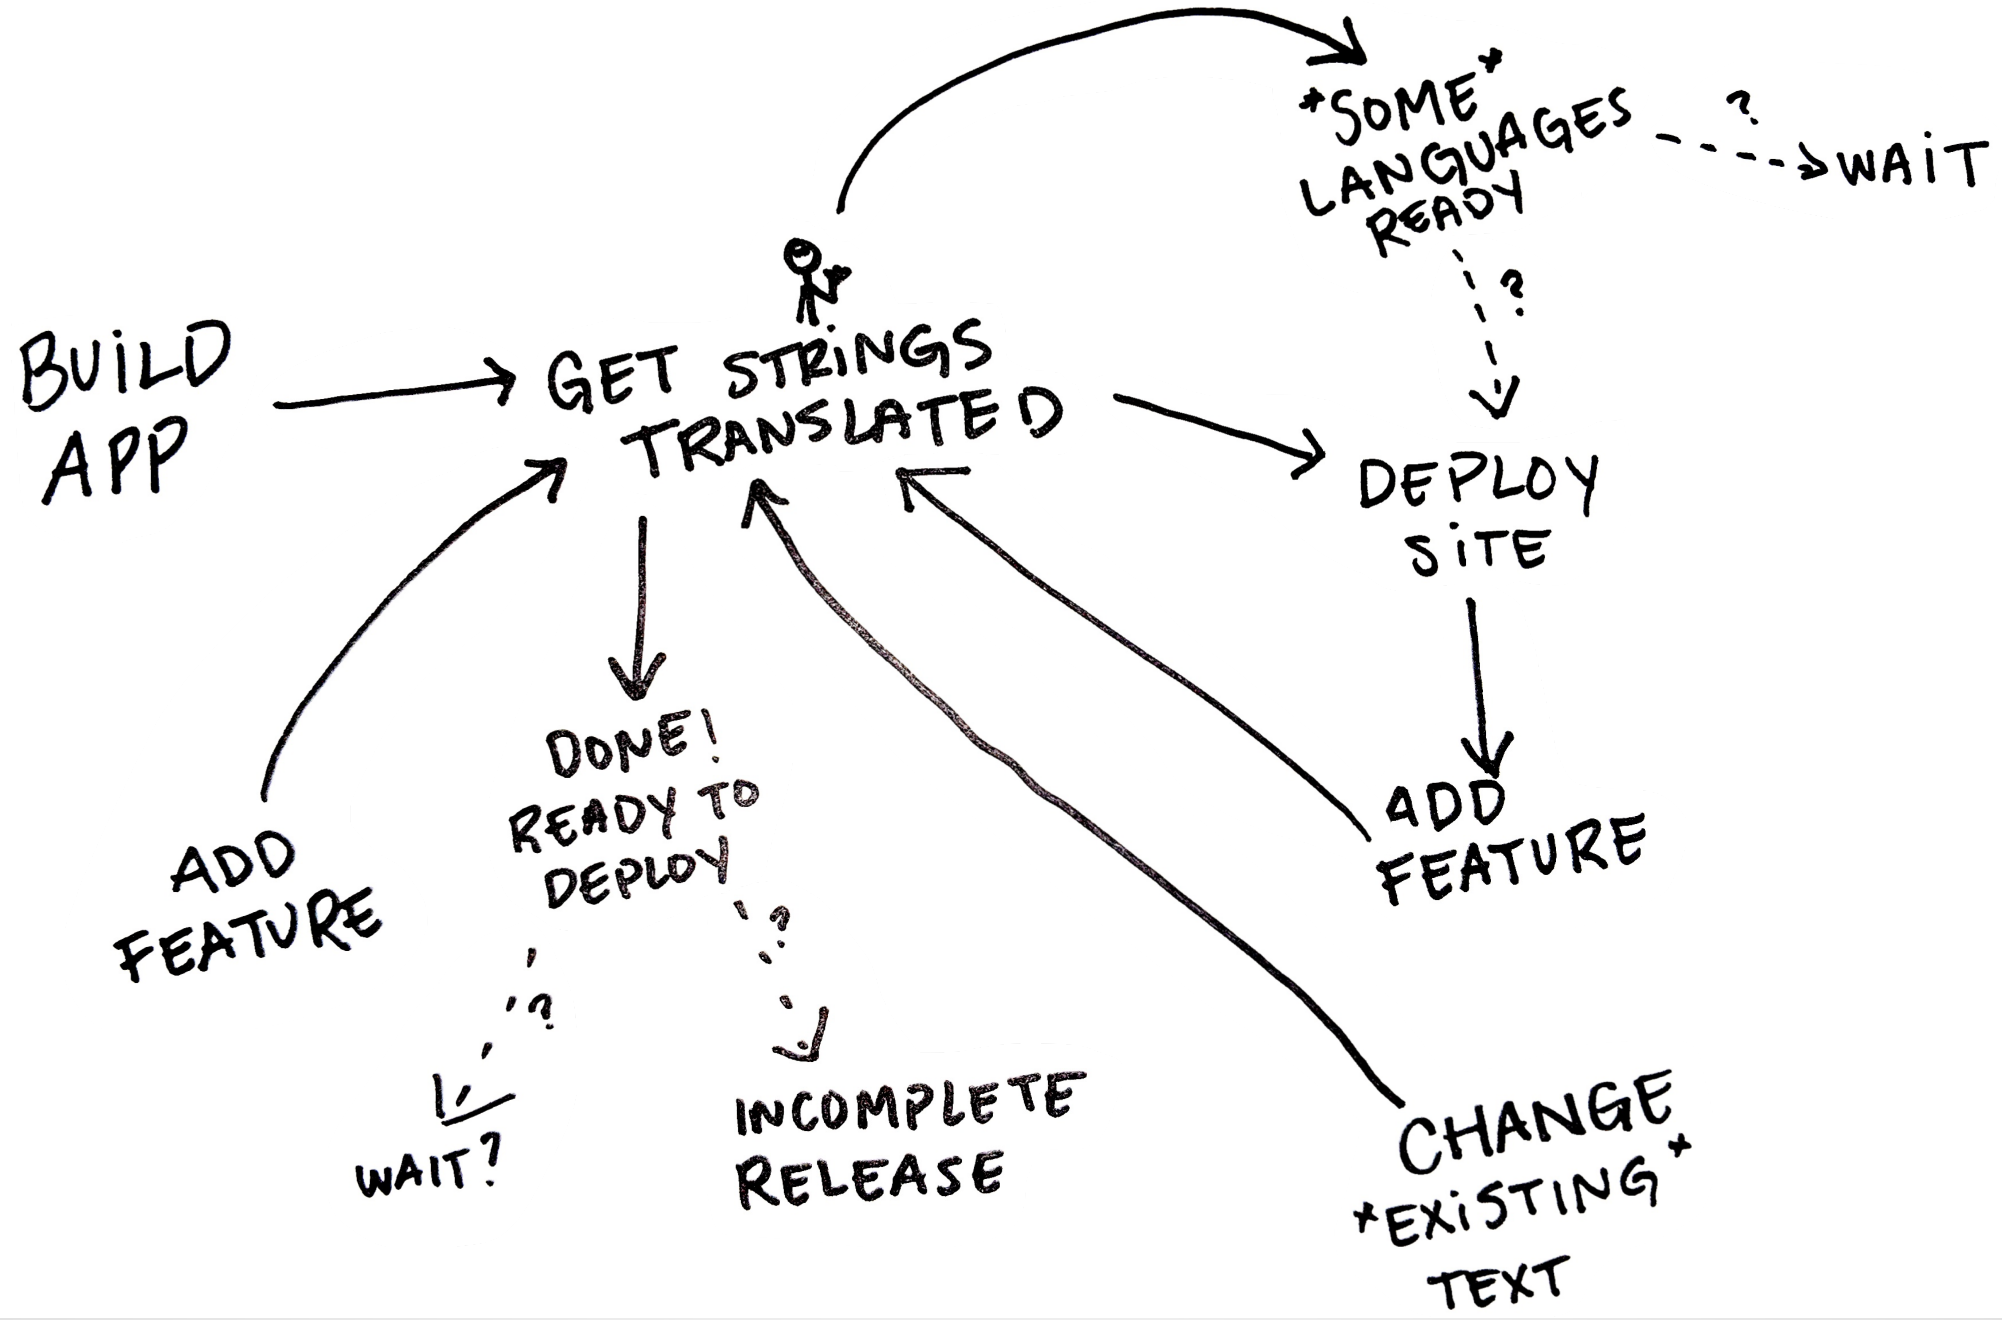 *SOME*
LANGUAGES
READY
?
WAIT
?
BUILD
APP
GET STRINGS
TRANSLATED
DEPLOY
SITE
ADD
FEATURE
DONE!
READY TO
DEPLOY
?
?
WAIT?
INCOMPLETE
RELEASE
ADD
FEATURE
CHANGE
*EXISTING*
TEXT